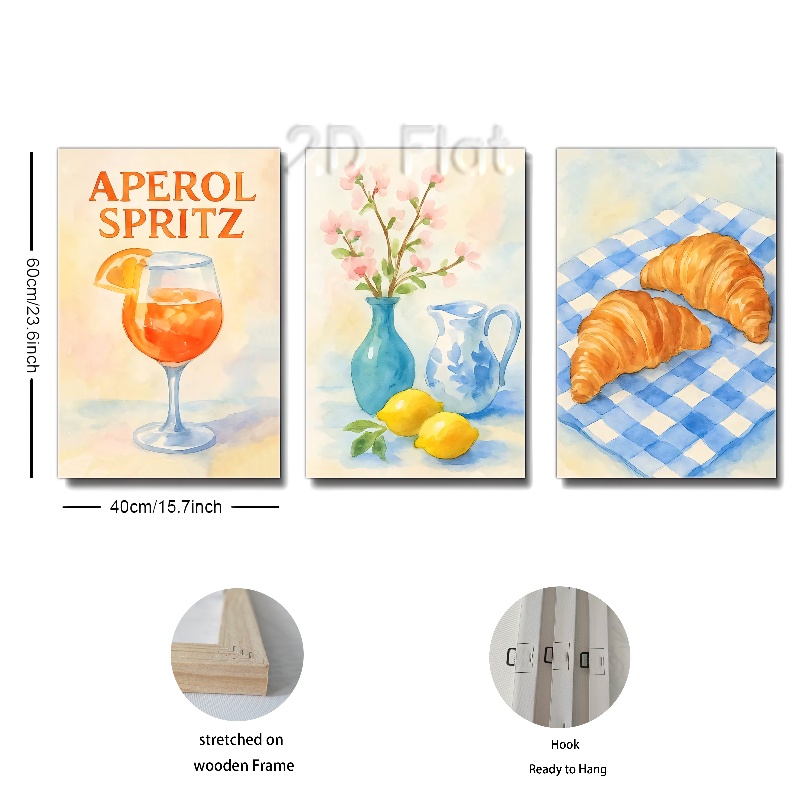 2D Flat
APEROL
SPRITZ
60cm/23.6inch
40cm/15.7inch
stretched on
wooden Frame
Hook
Ready to Hang